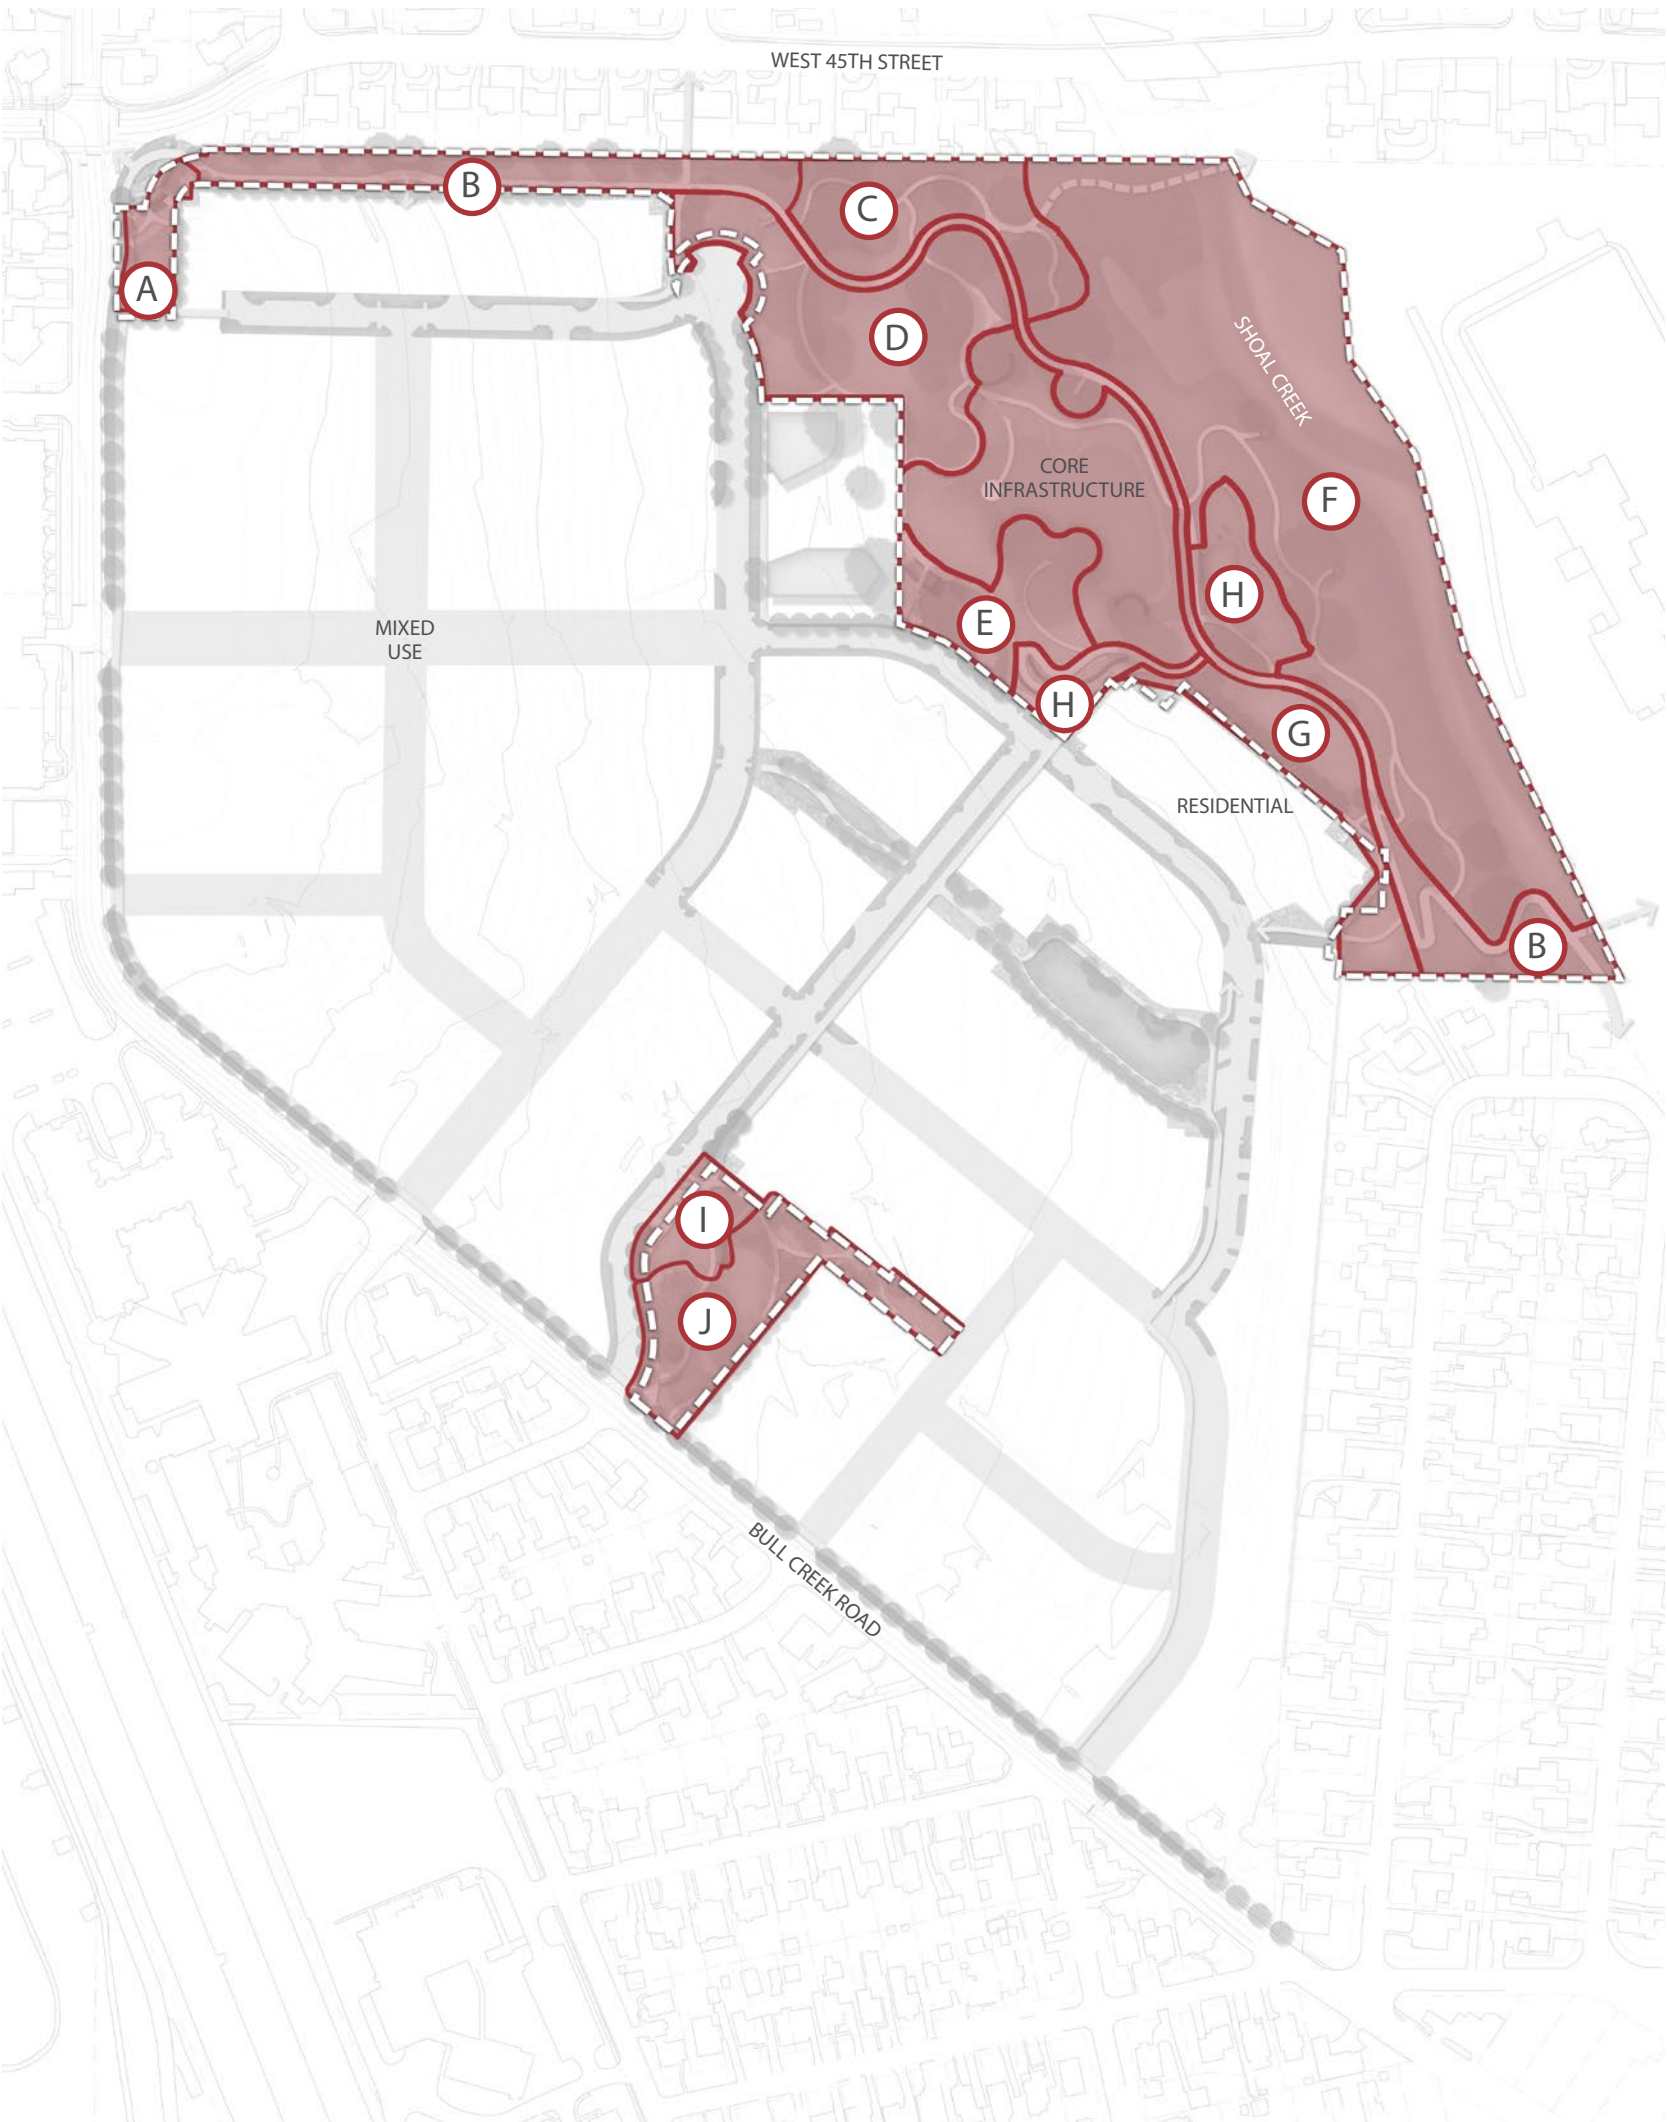 WEST 45TH STREET
B
C
A
D
SHOAL CREEK
CORE
INFRASTRUCTURE
F
H
E
MIXED
USE
H
G
RESIDENTIAL
B
I
J
BULL CREEK ROAD